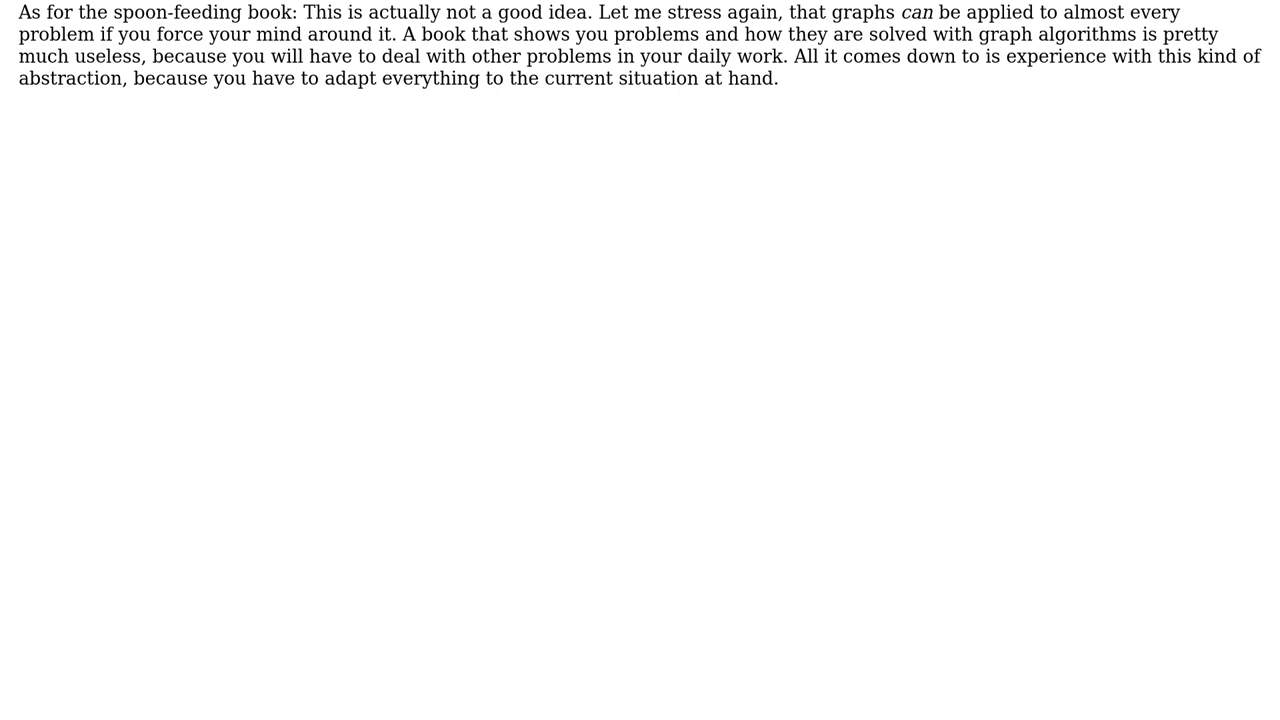 As for the spoon-feeding book: This is actually not a good idea. Let me stress again, that graphs can be applied to almost every
problem if you force your mind around it. A book that shows you problems and how they are solved with graph algorithms is pretty
much useless, because you will have to deal with other problems in your daily work. All it comes down to is experience with this kind of
abstraction, because you have to adapt everything to the current situation at hand.